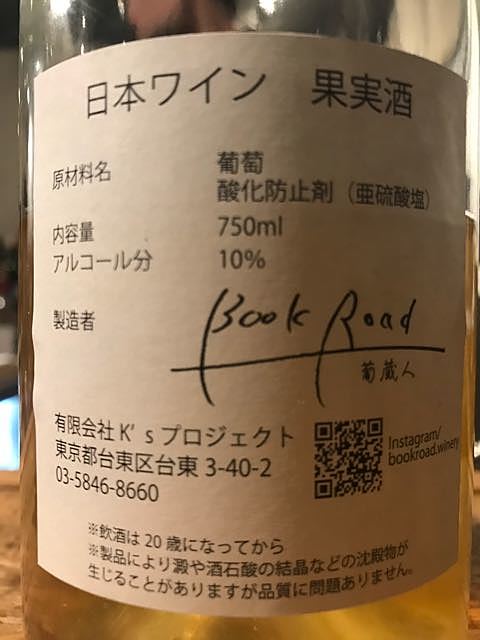 日本ワイン 果実酒
原材料名 葡萄
酸化防止剤（亜硫酸塩）
内容量 750ml
アルコール分 10%
製造者 Book Road
葡蔵人
有限会社K'sプロジェクト
東京都台東区台東3-40-2
03-5846-8660
Instagram/
bookroad.winery
※飲酒は20歳になってから
※製品により澱や酒石酸の結晶などの沈殿物が
生じることがありますが品質に問題ありません。